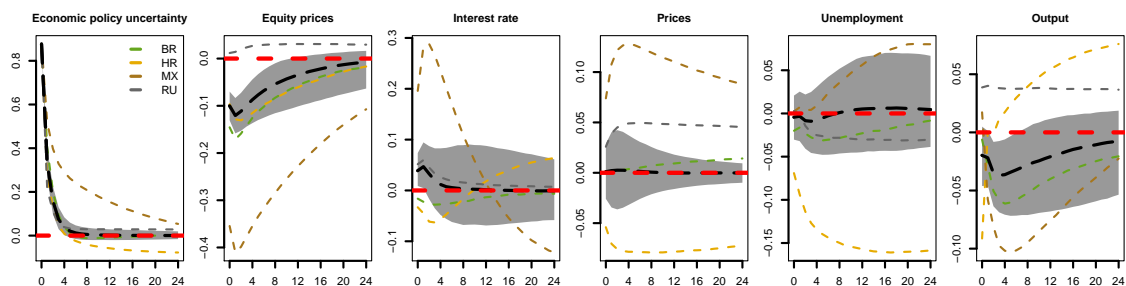 Economic policy uncertainty
0.0
0.2
0.4
0.6
0.8
BR
HR
MX
RU
0 4 8 12 16 20 24
Equity prices
-0.4
-0.3
-0.2
-0.1
0.0
0 4 8 12 16 20 24
Interest rate
-0.1
0.0
0.1
0.2
0.3
0 4 8 12 16 20 24
Prices
-0.05
0.00
0.05
0.10
0 4 8 12 16 20 24
Unemployment
-0.15
-0.10
-0.05
0.00
0.05
0 4 8 12 16 20 24
Output
-0.10
-0.05
0.00
0.05
0 4 8 12 16 20 24